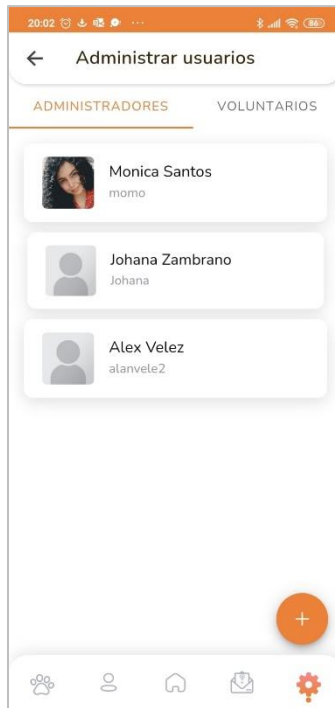 20:02
86
Administrar usuarios
ADMINISTRADORES VOLUNTARIOS
Monica Santos
momo
Johana Zambrano
Johana
Alex Velez
alanvele2
+